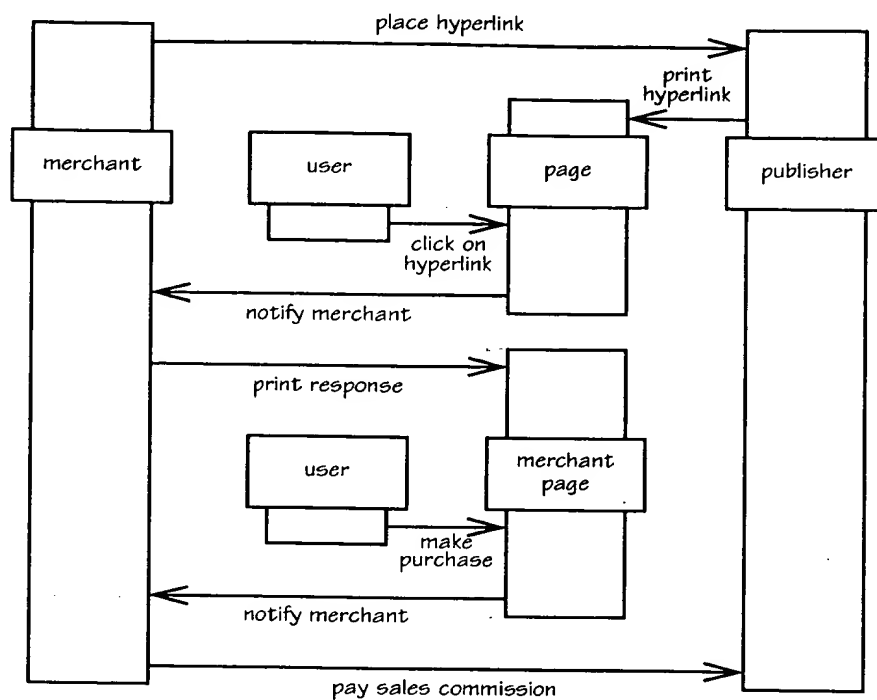 place hyperlink
print
hyperlink
merchant
user
page
publisher
click on
hyperlink
notify merchant
print response
user
merchant
page
make
purchase
notify merchant
pay sales commission